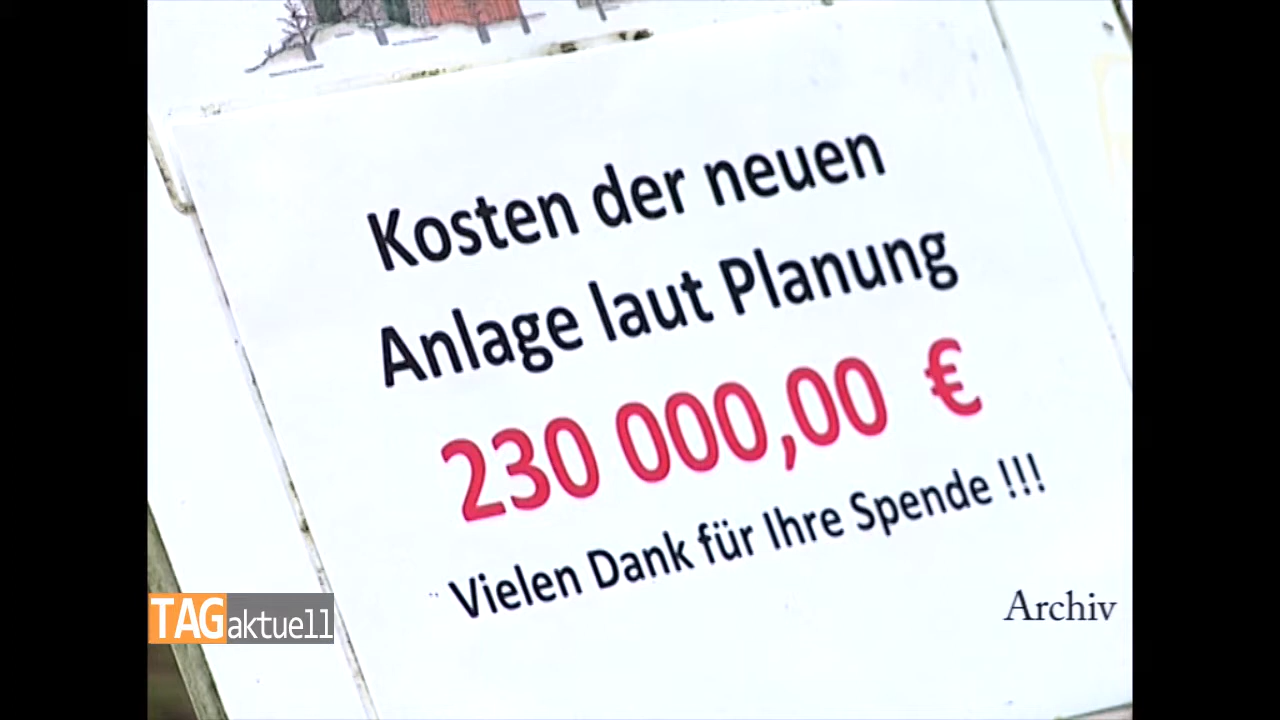 Kosten der neuen
Anlage laut Planung
230 000,00 €
Vielen Dank für Ihre Spende !!!
Archiv
TAGaktuell